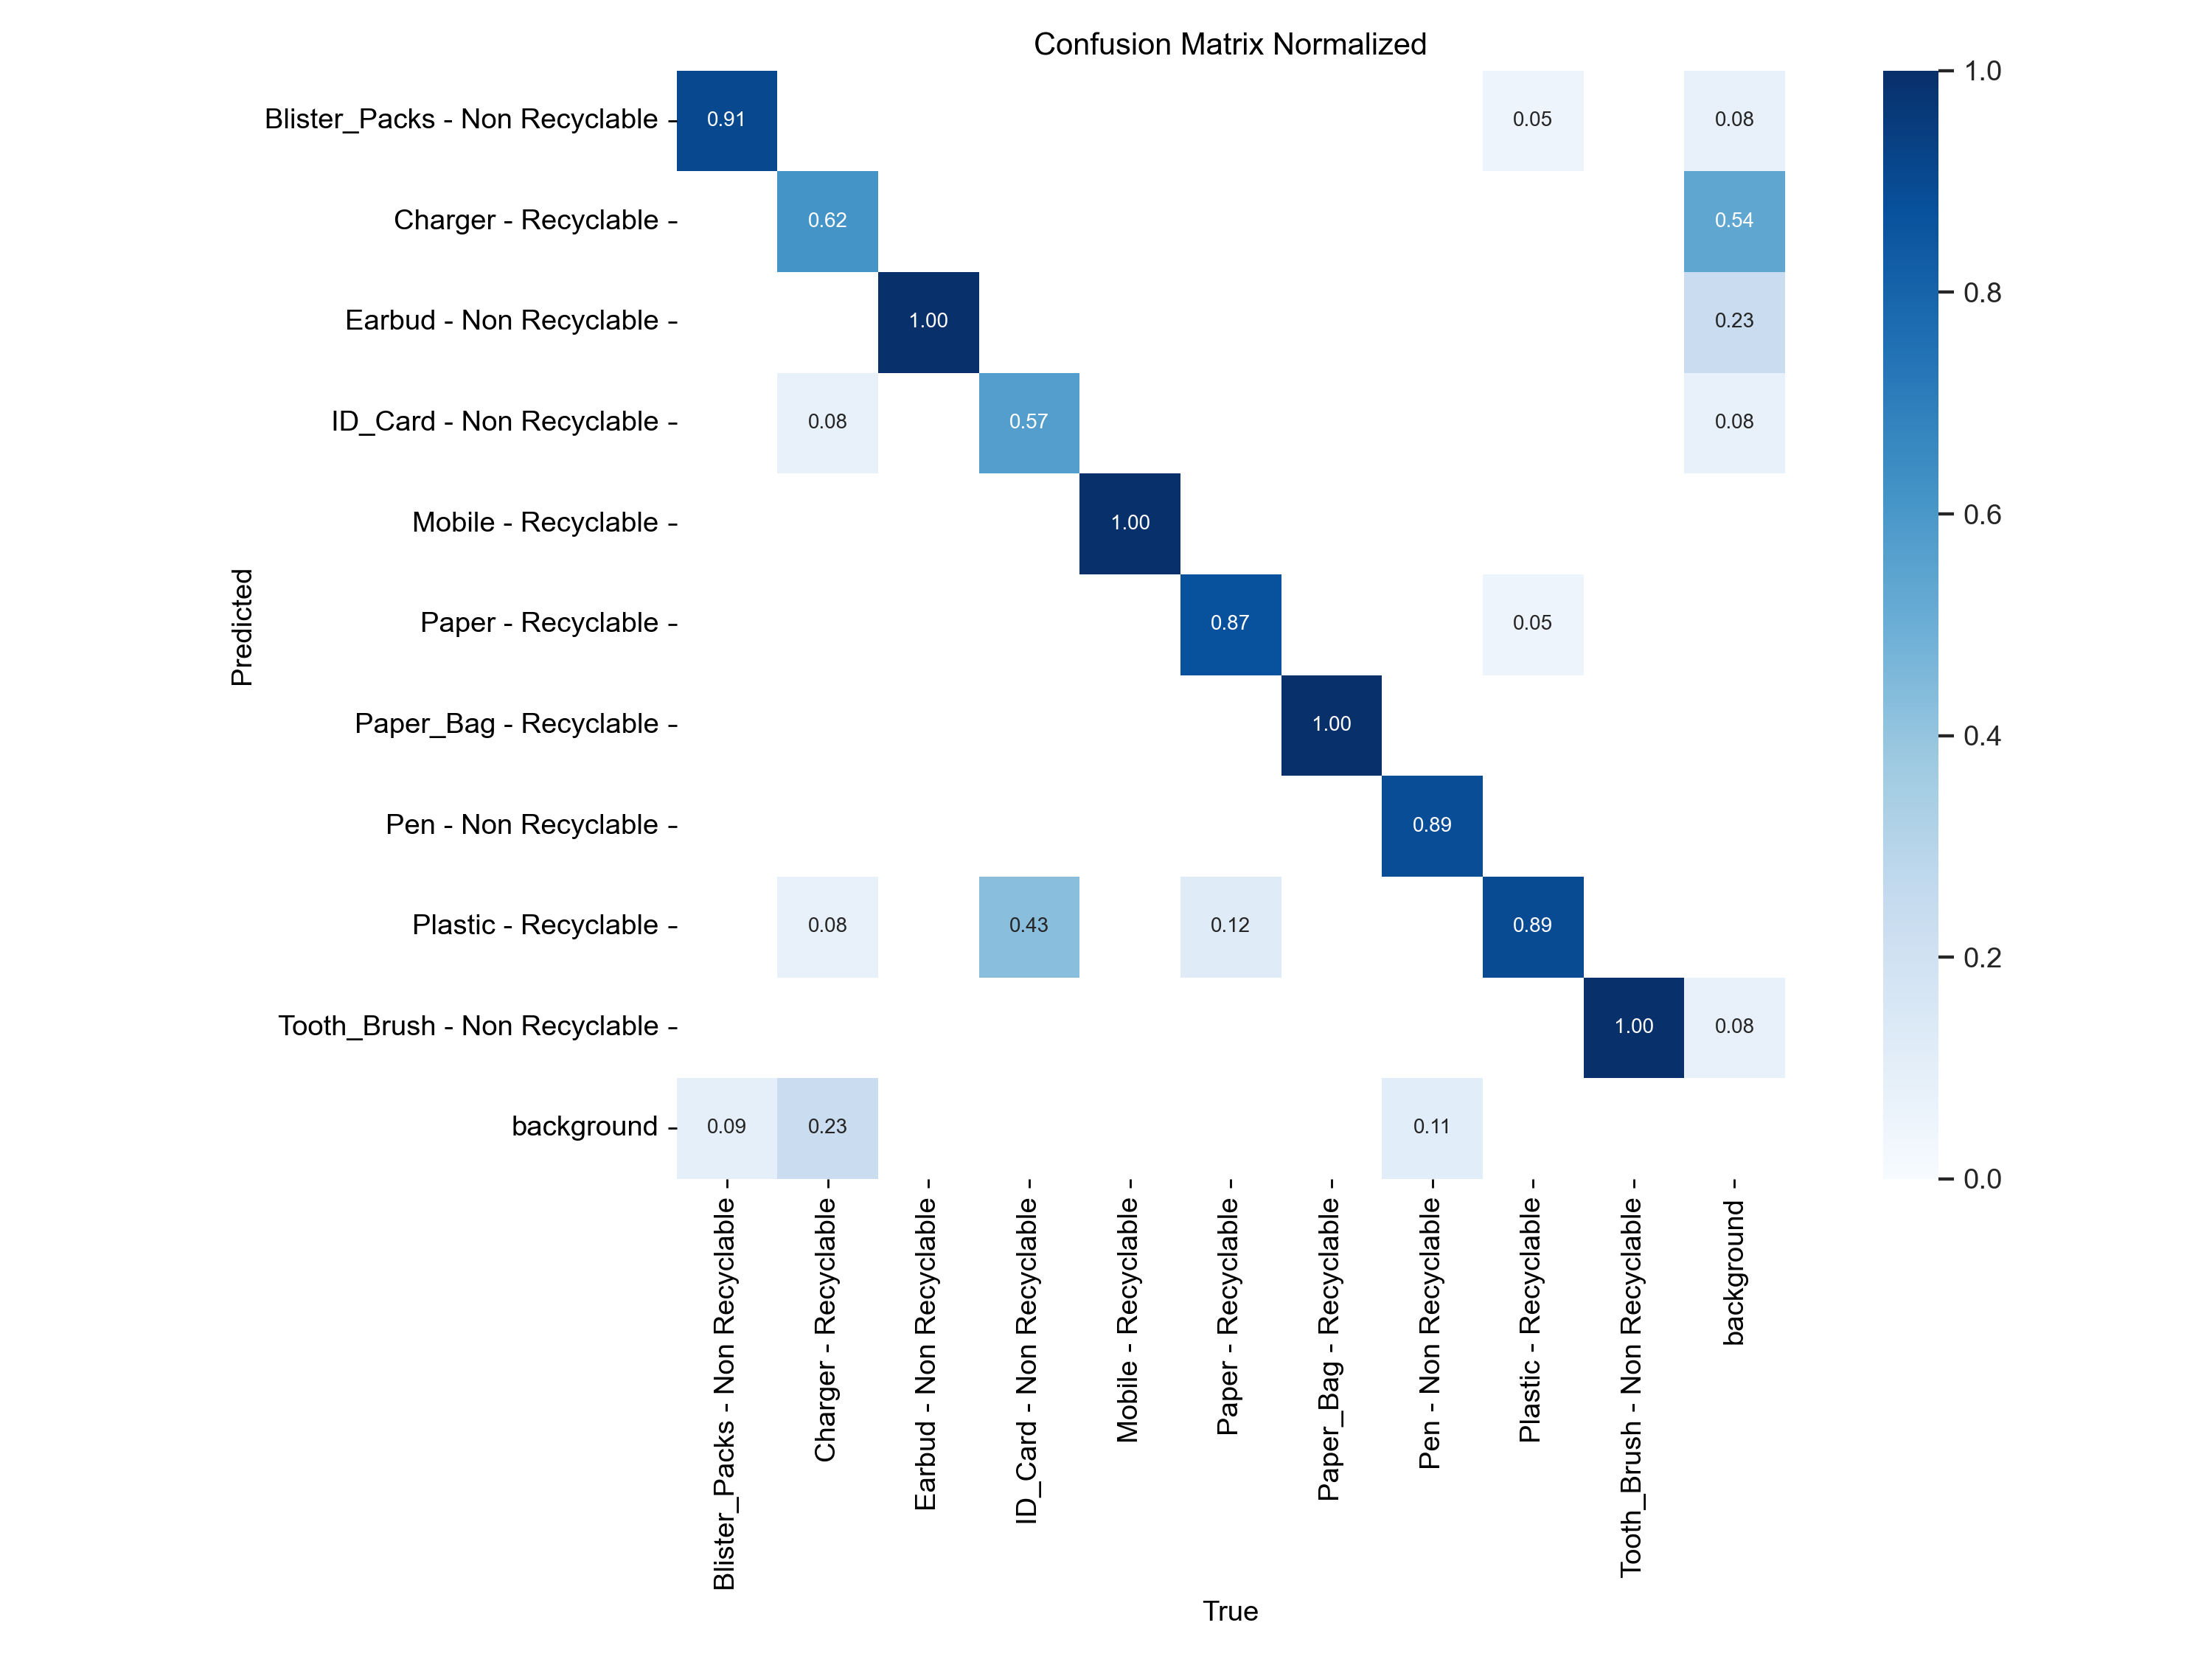 Confusion Matrix Normalized
Blister_Packs - Non Recyclable
0.91
0.05
0.08
Charger - Recyclable
0.62
0.54
Earbud - Non Recyclable
1.00
0.23
ID_Card - Non Recyclable
0.08
0.57
0.08
Mobile - Recyclable
1.00
Paper - Recyclable
0.87
0.05
Paper_Bag - Recyclable
1.00
Pen - Non Recyclable
0.89
Plastic - Recyclable
0.08
0.43
0.12
0.89
Tooth_Brush - Non Recyclable
1.00
0.08
background
0.09
0.23
0.11
Predicted
Blister_Packs - Non Recyclable
Charger - Recyclable
Earbud - Non Recyclable
ID_Card - Non Recyclable
Mobile - Recyclable
Paper - Recyclable
Paper_Bag - Recyclable
Pen - Non Recyclable
Plastic - Recyclable
Tooth_Brush - Non Recyclable
background
True
1.0
0.8
0.6
0.4
0.2
0.0